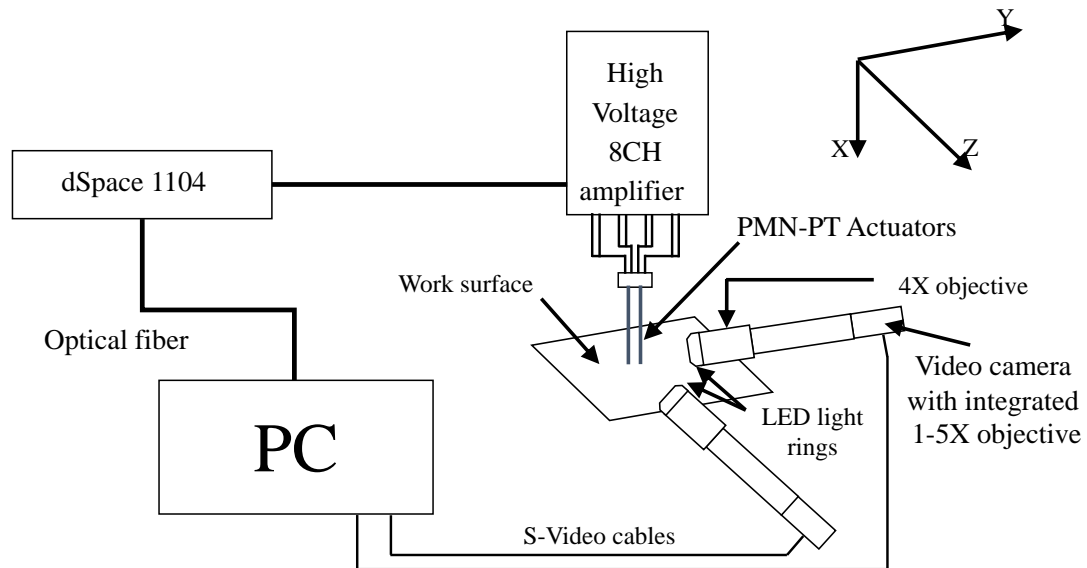 Y
High
Voltage
8CH
amplifier
X
Z
dSpace 1104
PMN-PT Actuators
Work surface
4X objective
Optical fiber
Video camera
with integrated
1-5X objective
LED light
rings
PC
S-Video cables